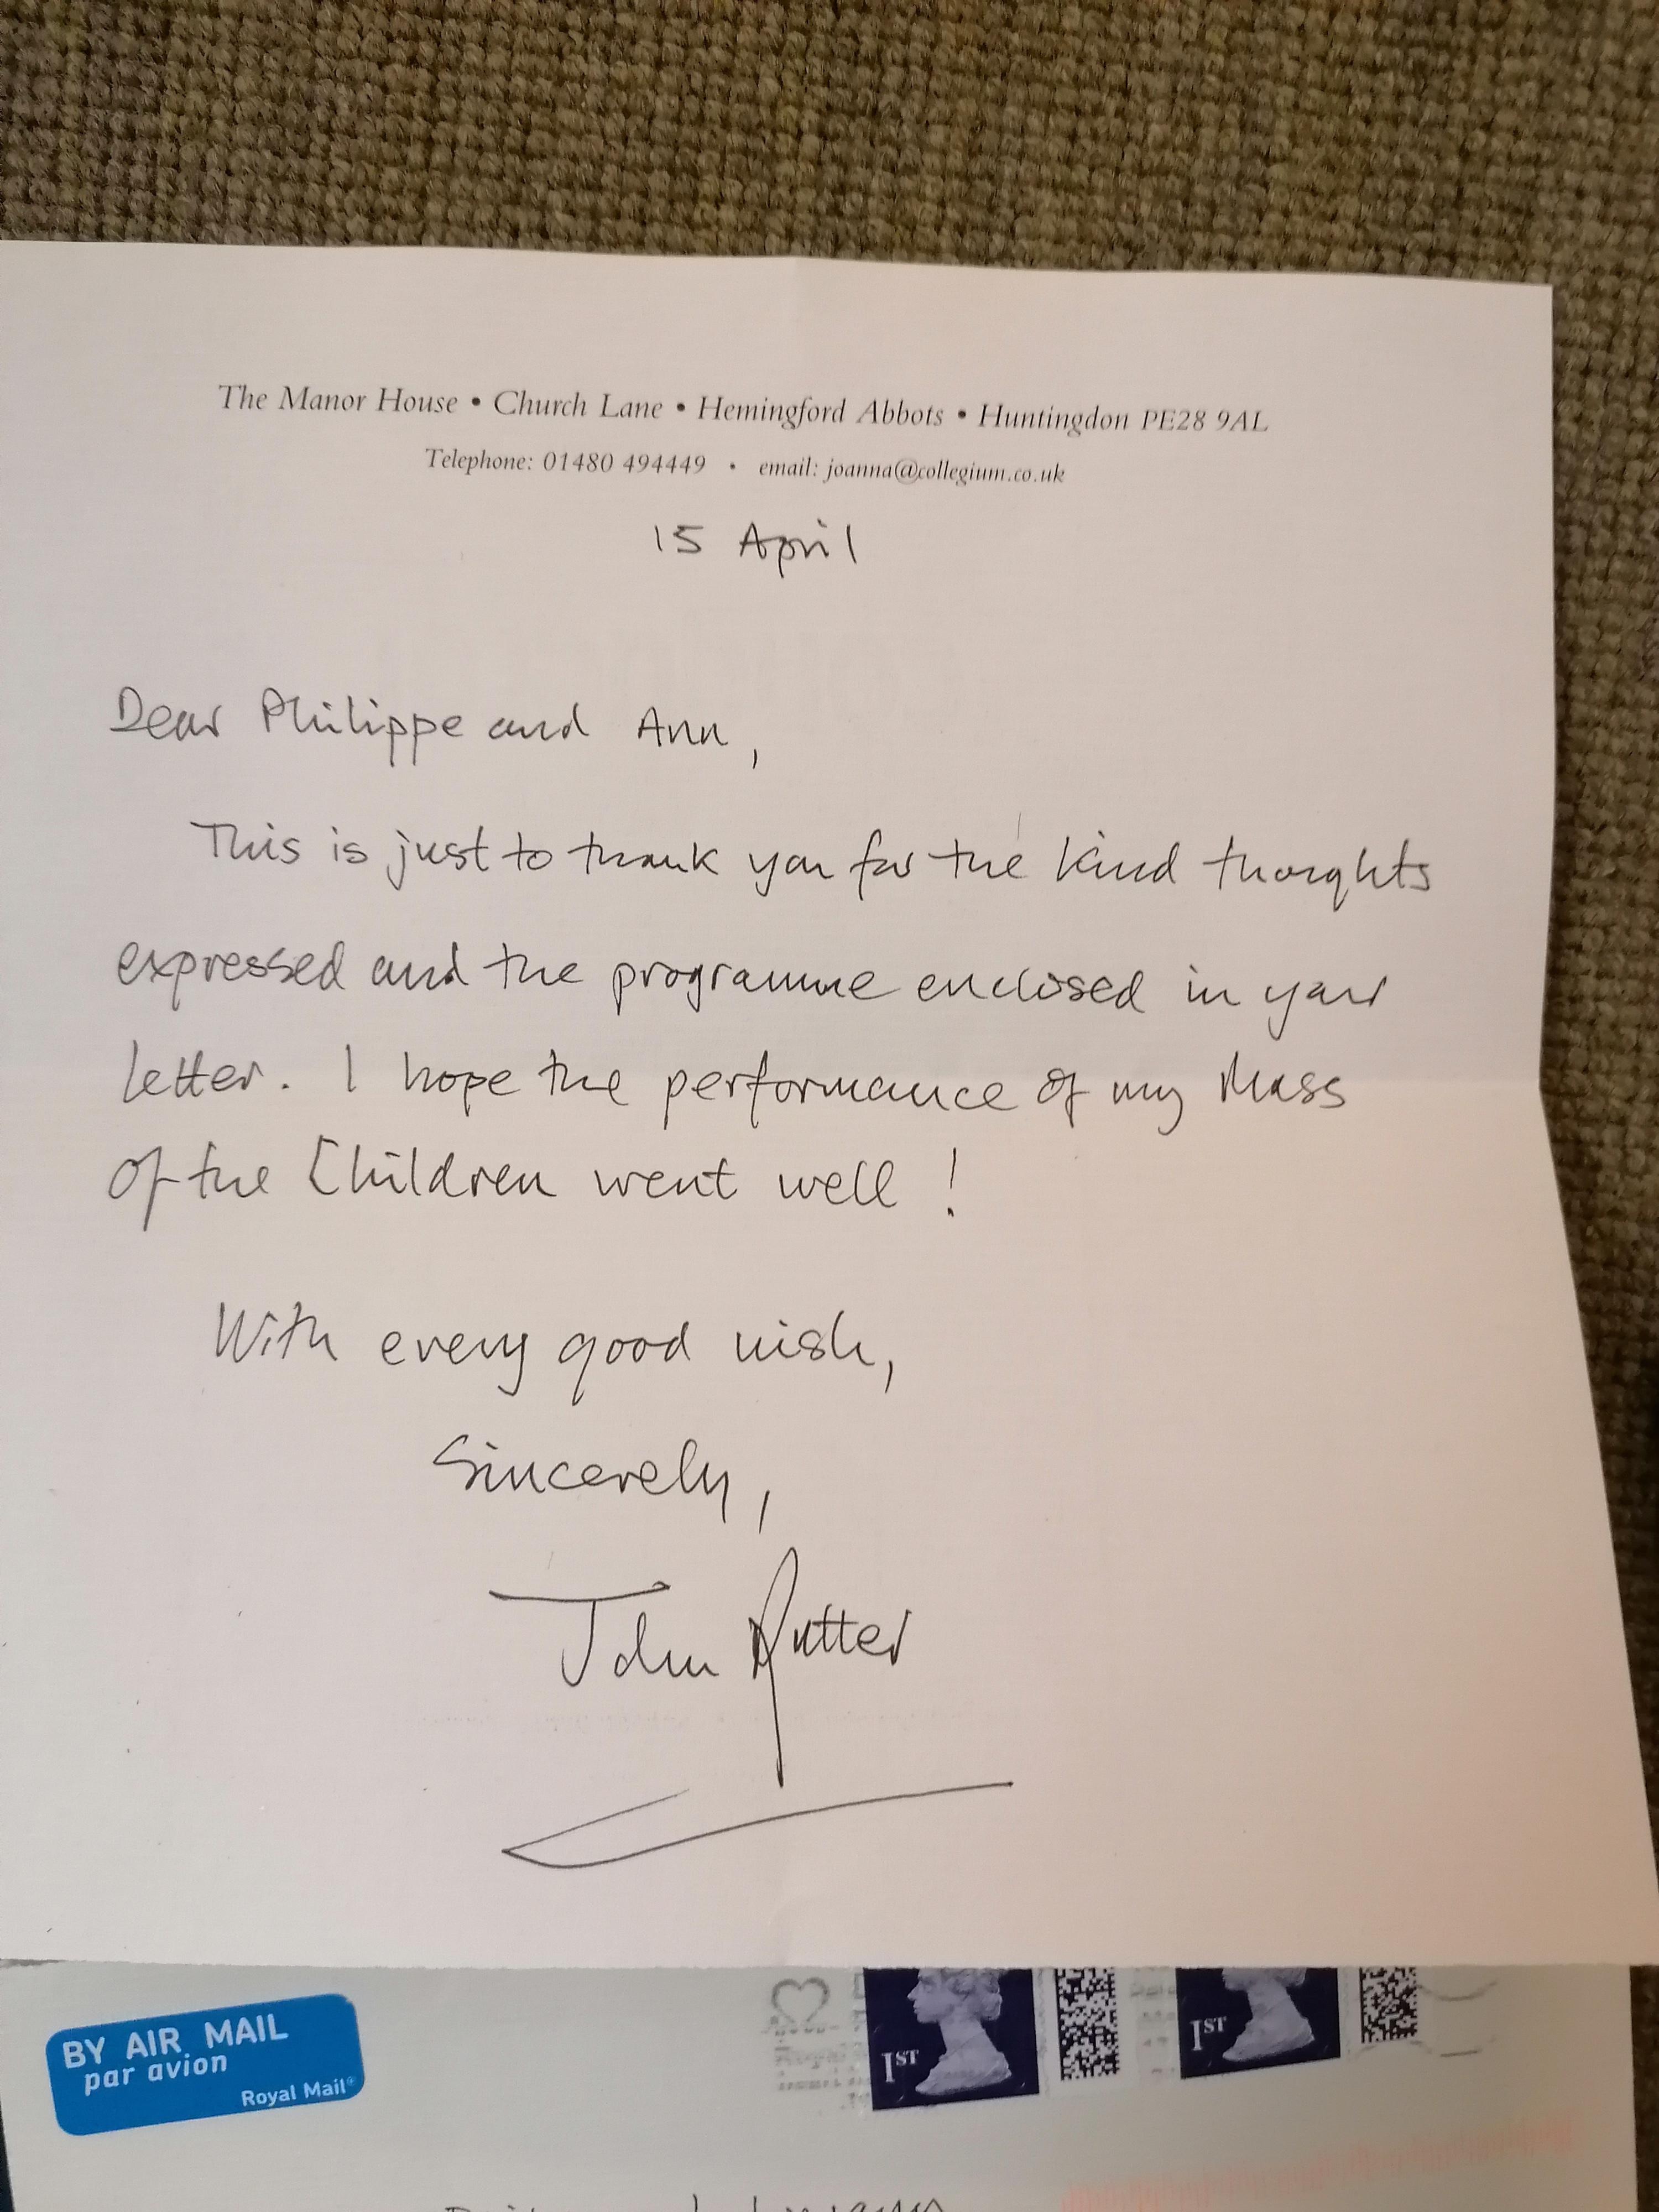 The Manor House • Church Lane • Hemingford Abbots • Huntingdon PE28 9AL
Telephone: 01480 494449 • email: joanna@collegium.co.uk
15 April
Dear Philippe and Ann,
This is just to thank you for the kind thoughts
expressed and the programme enclosed in your
letter. I hope the performance of my Mass
of the Children went well!
With every good wish,
Sincerely,
John Rutter
BY AIR MAIL
par avion
Royal Mail®
1ST
1ST